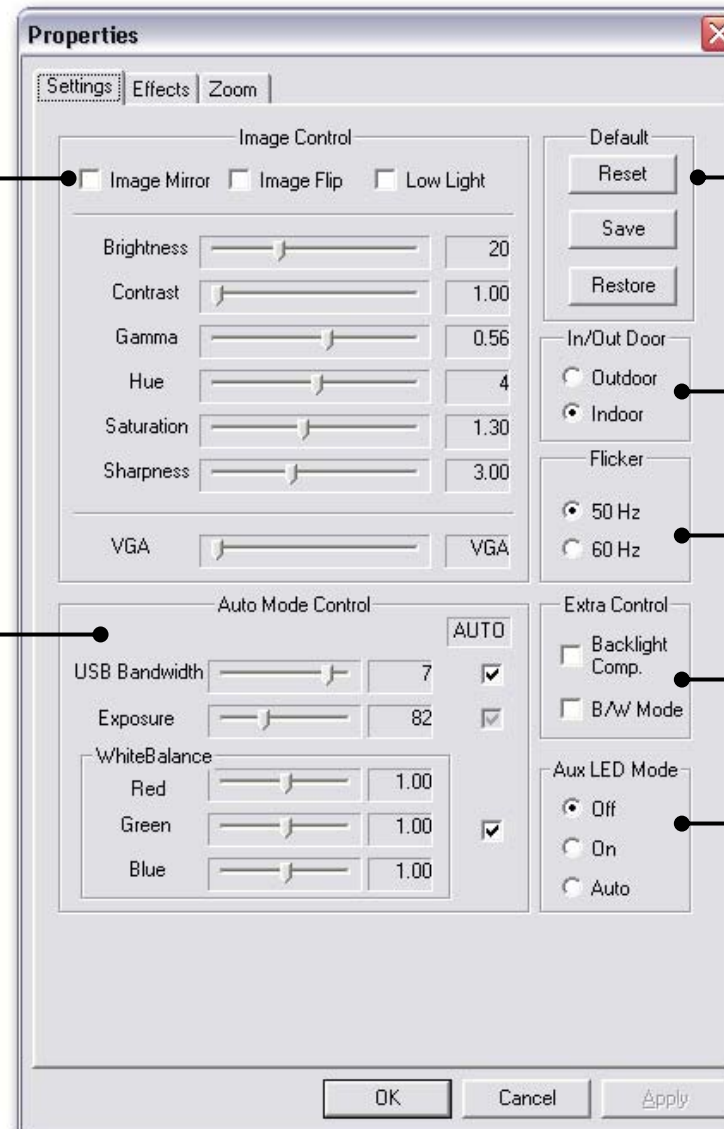 Properties
Settings Effects Zoom
Image Control
Image Mirror Image Flip Low Light
Brightness 20
Contrast 1.00
Gamma 0.56
Hue 4
Saturation 1.30
Sharpness 3.00
VGA VGA
Auto Mode Control
AUTO
USB Bandwidth 7
Exposure 82
WhiteBalance
Red 1.00
Green 1.00
Blue 1.00
Default
Reset
Save
Restore
In/Out Door
Outdoor
Indoor
Flicker
50 Hz
60 Hz
Extra Control
Backlight
Comp.
B/W Mode
Aux LED Mode
Off
On
Auto
OK Cancel Apply